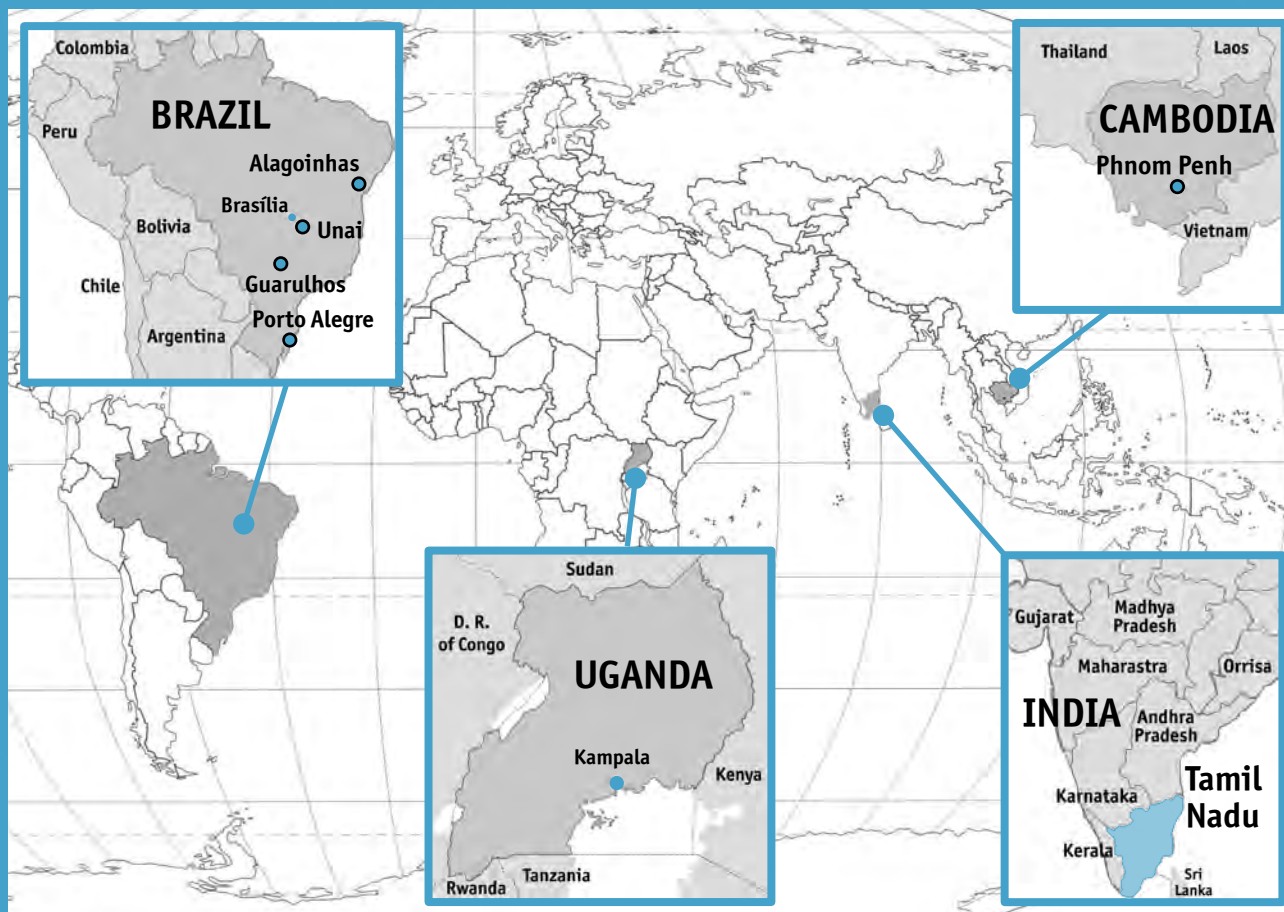 Colombia
BRAZIL
Peru
Alagoinhas
Brasília
Unai
Bolivia
Guarulhos
Chile
Porto Alegre
Argentina
Thailand
Laos
CAMBODIA
Phnom Penh
Vietnam
Sudan
D. R.
of Congo
UGANDA
Kampala
Kenya
Tanzania
Rwanda
Gujarat
Madhya
Pradesh
Maharastra
Orrisa
INDIA
Andhra
Pradesh
Karnataka
Tamil
Nadu
Kerala
Sri
Lanka